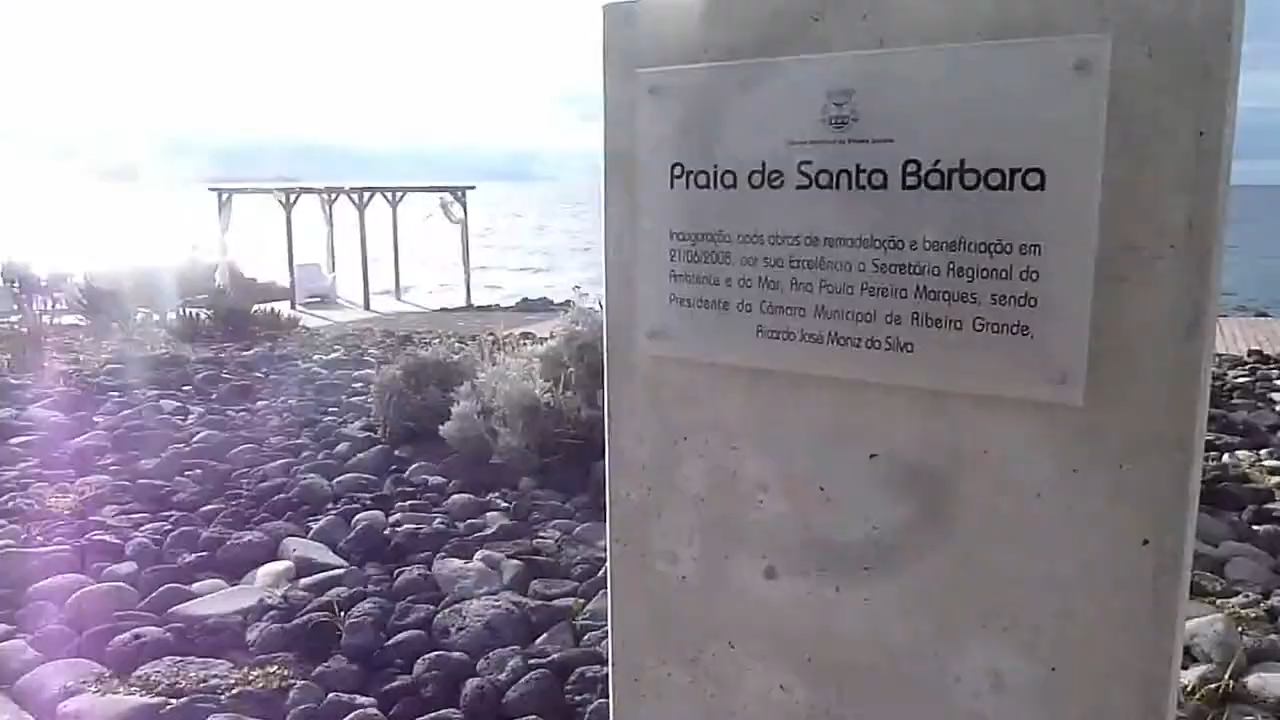 Praia de Santa Bárbara
Inauguração, após obras de remodelação e beneficiação em
21/06/2008, por sua Excelência a Secretária Regional do
Ambiente e do Mar, Ana Paula Pereira Marques, sendo
Presidente da Câmara Municipal de Ribeira Grande,
Ricardo José Moniz da Silva